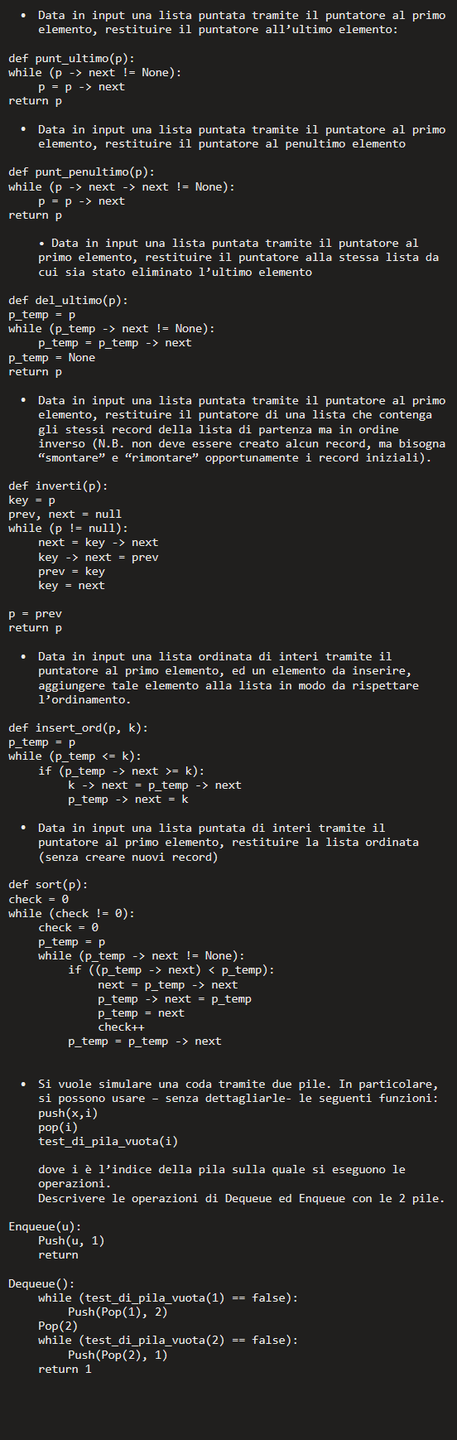 • Data in input una lista puntata tramite il puntatore al primo
elemento, restituire il puntatore all’ultimo elemento:
def punt_ultimo(p):
while (p -> next != None):
p = p -> next
return p
• Data in input una lista puntata tramite il puntatore al primo
elemento, restituire il puntatore al penultimo elemento
def punt_penultimo(p):
while (p -> next -> next != None):
p = p -> next
return p
• Data in input una lista puntata tramite il puntatore al
primo elemento, restituire il puntatore alla stessa lista da
cui sia stato eliminato l’ultimo elemento
def del_ultimo(p):
p_temp = p
while (p_temp -> next != None):
p_temp = p_temp -> next
p_temp = None
return p
• Data in input una lista puntata tramite il puntatore al primo
elemento, restituire il puntatore di una lista che contenga
gli stessi record della lista di partenza ma in ordine
inverso (N.B. non deve essere creato alcun record, ma bisogna
“smontare” e “rimontare” opportunamente i record iniziali).
def inverti(p):
key = p
prev, next = null
while (p != null):
next = key -> next
key -> next = prev
prev = key
key = next
p = prev
return p
• Data in input una lista ordinata di interi tramite il
puntatore al primo elemento, ed un elemento da inserire,
aggiungere tale elemento alla lista in modo da rispettare
l’ordinamento.
def insert_ord(p, k):
p_temp = p
while (p_temp <= k):
if (p_temp -> next >= k):
k -> next = p_temp -> next
p_temp -> next = k
• Data in input una lista puntata di interi tramite il
puntatore al primo elemento, restituire la lista ordinata
(senza creare nuovi record)
def sort(p):
check = 0
while (check != 0):
check = 0
p_temp = p
while (p_temp -> next != None):
if ((p_temp -> next) < p_temp):
next = p_temp -> next
p_temp -> next = p_temp
p_temp = next
check++
p_temp = p_temp -> next
• Si vuole simulare una coda tramite due pile. In particolare,
si possono usare – senza dettagliarle- le seguenti funzioni:
push(x,i)
pop(i)
test_di_pila_vuota(i)
dove i è l’indice della pila sulla quale si eseguono le
operazioni.
Descrivere le operazioni di Dequeue ed Enqueue con le 2 pile.
Enqueue(u):
Push(u, 1)
return
Dequeue():
while (test_di_pila_vuota(1) == false):
Push(Pop(1), 2)
Pop(2)
while (test_di_pila_vuota(2) == false):
Push(Pop(2), 1)
return 1